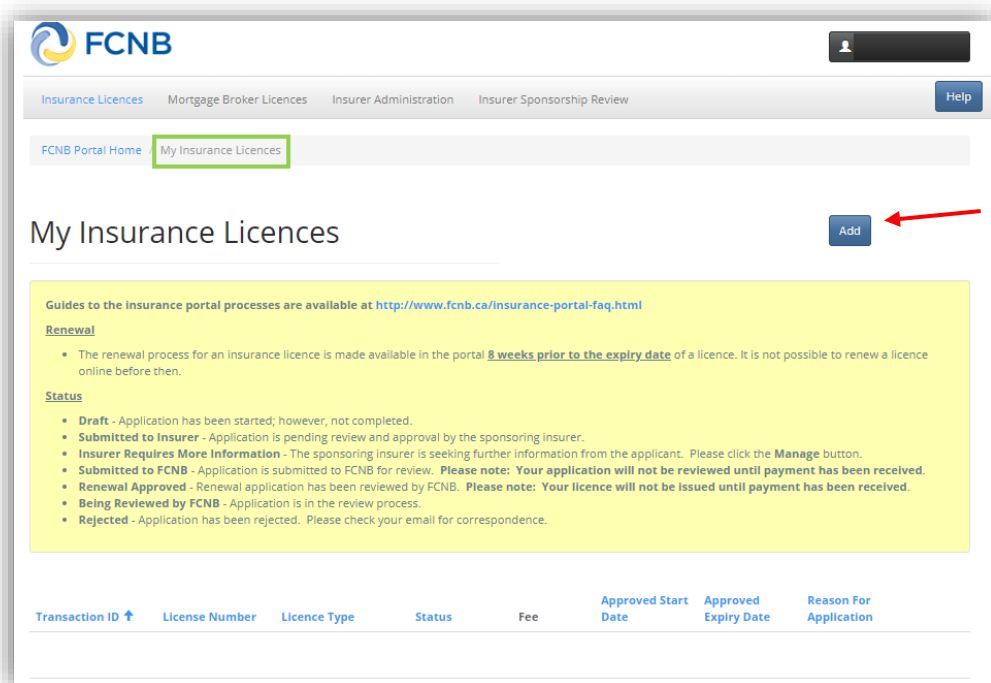 FCNB
Insurance Licences Mortgage Broker Licences Insurer Administration Insurer Sponsorship Review Help
FCNB Portal Home / My Insurance Licences
My Insurance Licences Add
Guides to the insurance portal processes are available at http://www.fcnb.ca/insurance-portal-faq.html
Renewal
• The renewal process for an insurance licence is made available in the portal 8 weeks prior to the expiry date of a licence. It is not possible to renew a licence
online before then.
Status
• Draft - Application has been started; however, not completed.
• Submitted to Insurer - Application is pending review and approval by the sponsoring insurer.
• Insurer Requires More Information - The sponsoring insurer is seeking further information from the applicant. Please click the Manage button.
• Submitted to FCNB - Application is submitted to FCNB for review. Please note: Your application will not be reviewed until payment has been received.
• Renewal Approved - Renewal application has been reviewed by FCNB. Please note: Your licence will not be issued until payment has been received.
• Being Reviewed by FCNB - Application is in the review process.
• Rejected - Application has been rejected. Please check your email for correspondence.
Approved Start Approved Reason For
Transaction ID License Number Licence Type Status Fee Date Expiry Date Application